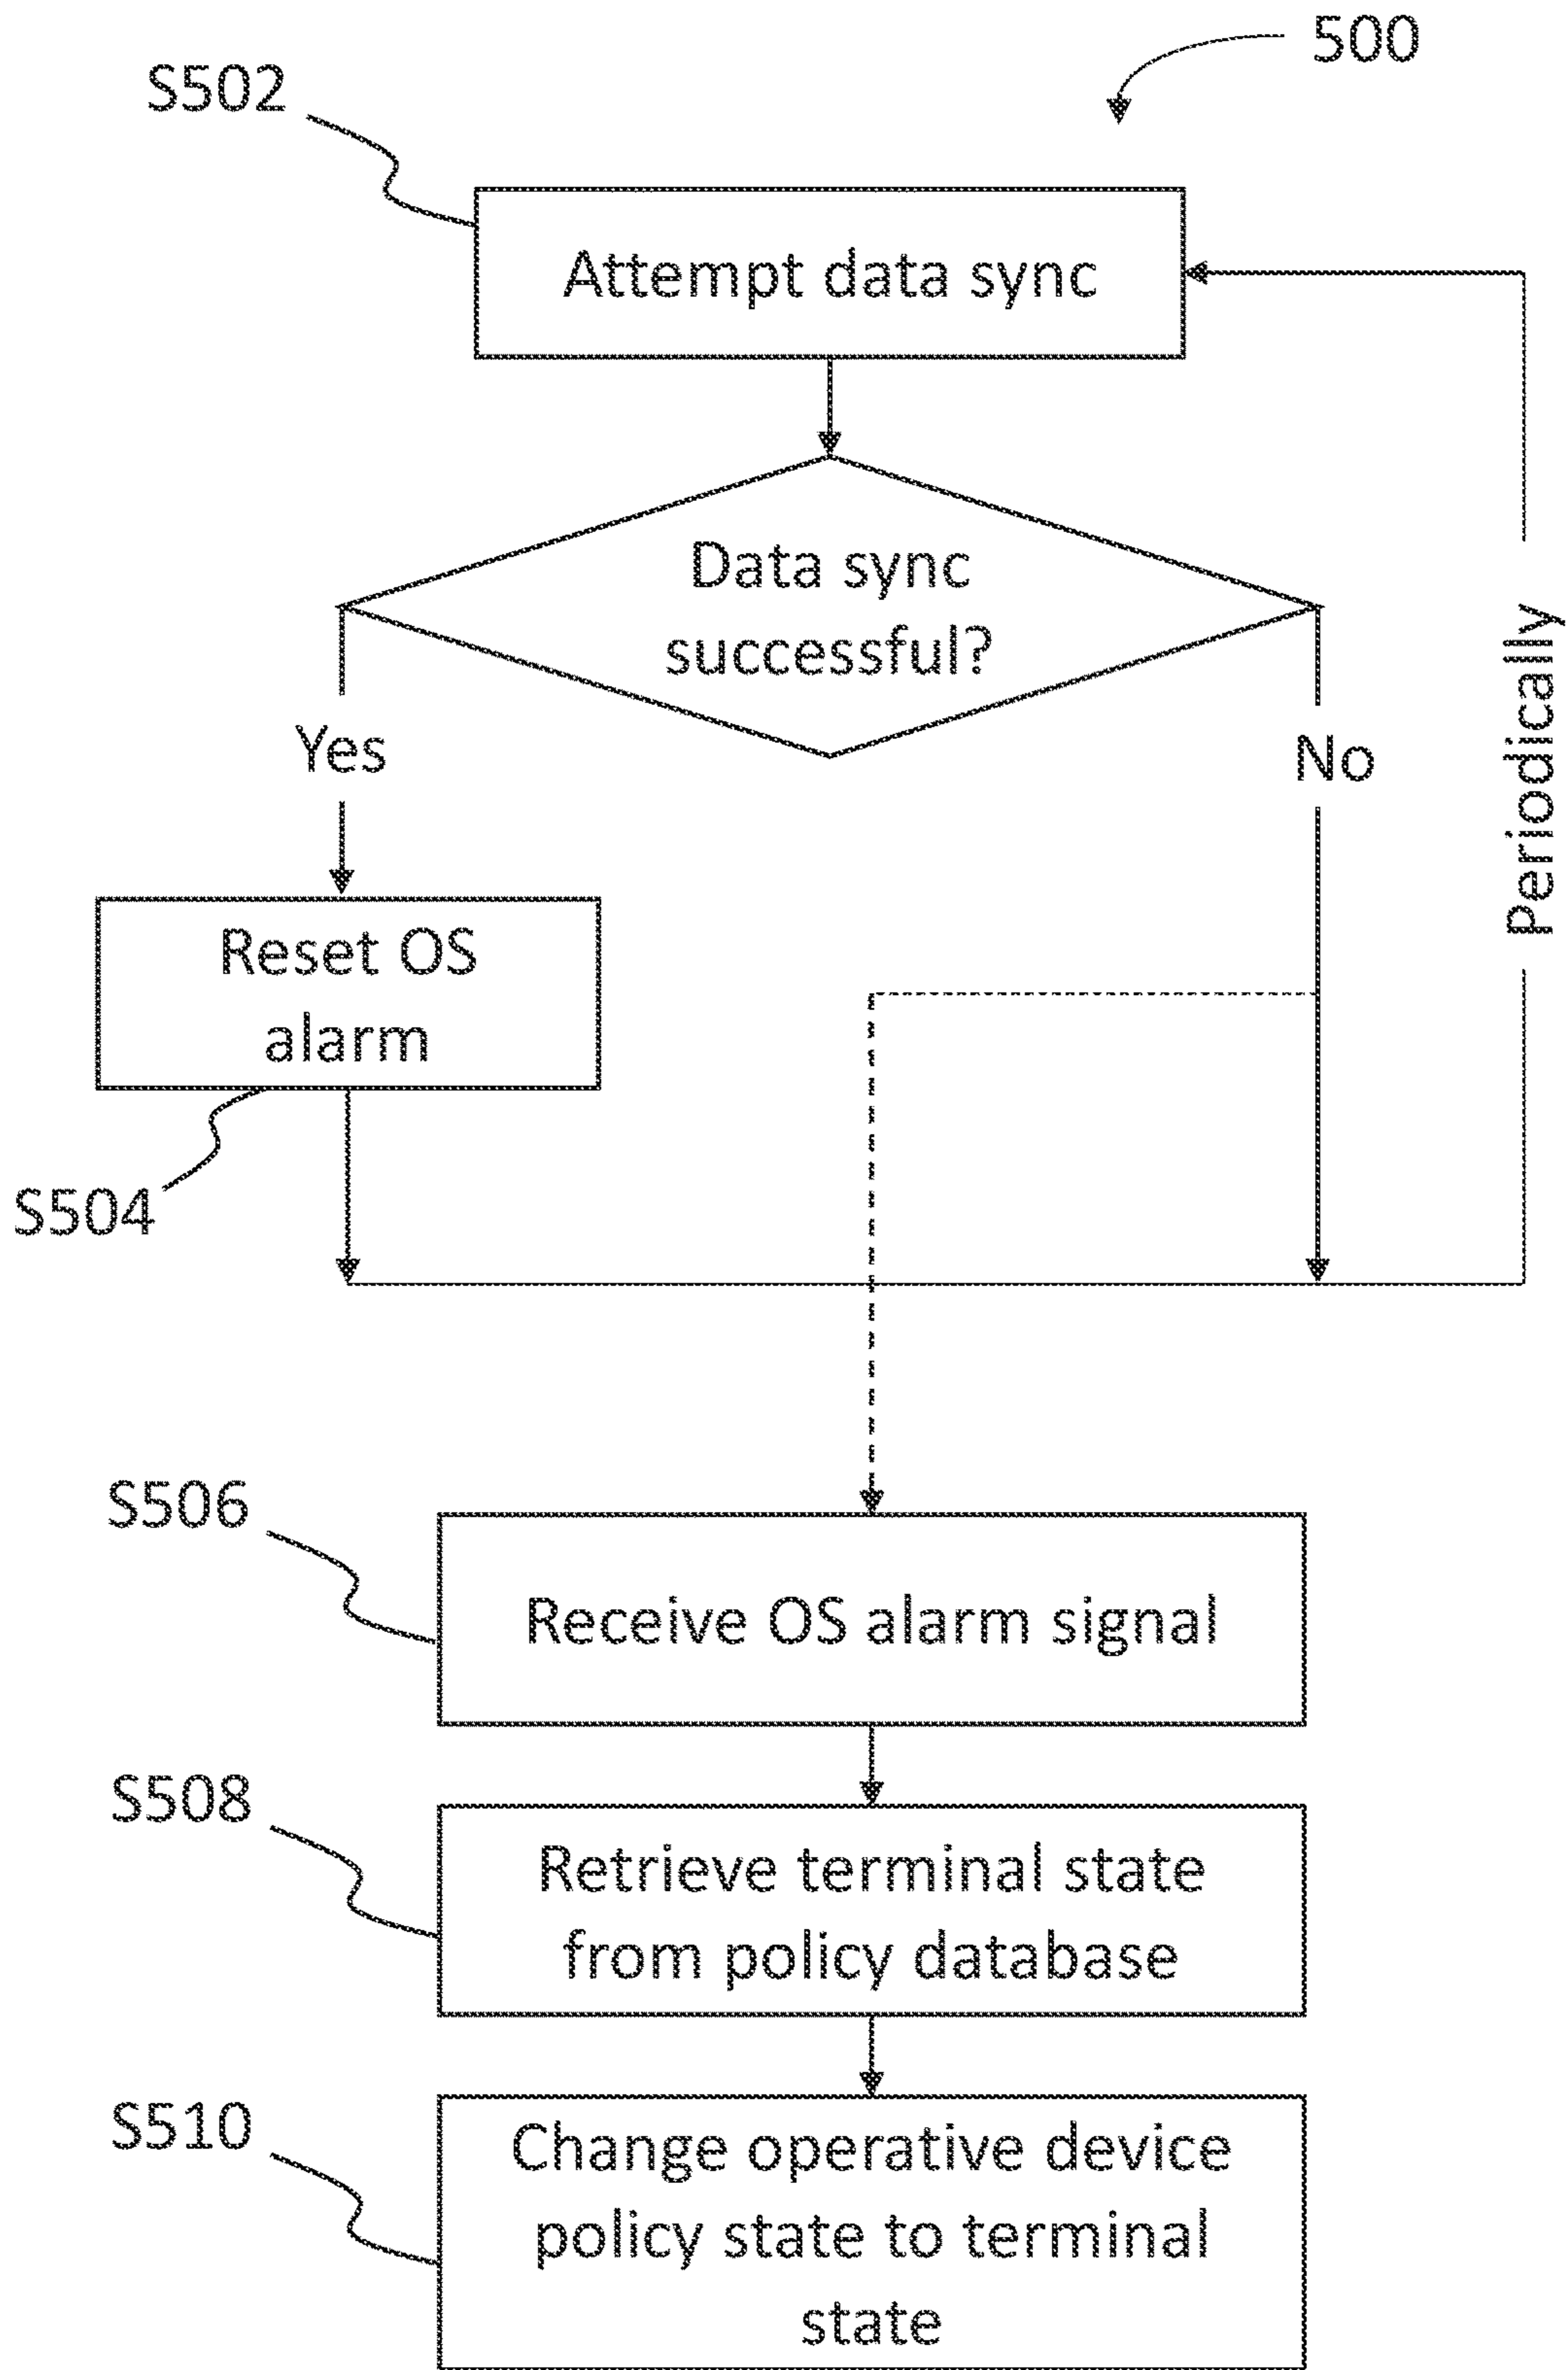 500
S502
Attempt data sync
Data sync
successful?
Yes
No
Periodically
Reset OS
alarm
S504
S506
Receive OS alarm signal
S508
Retrieve terminal state
from policy database
S510
Change operative device
policy state to terminal
state